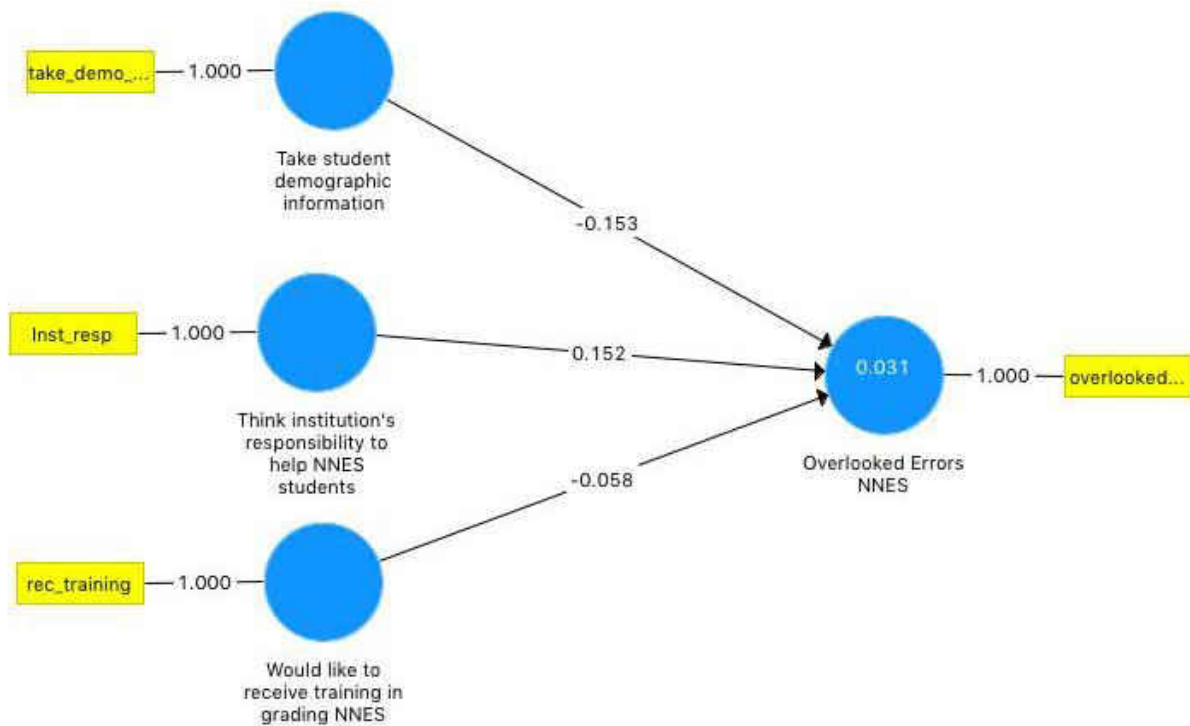 take_demo_...
1.000
Take student
demographic
information
-0.153
Inst_resp
1.000
0.152
0.031
1.000
overlooked...
Think institution's
responsibility to
help NNES
students
Overlooked Errors
NNES
-0.058
rec_training
1.000
Would like to
receive training in
grading NNES